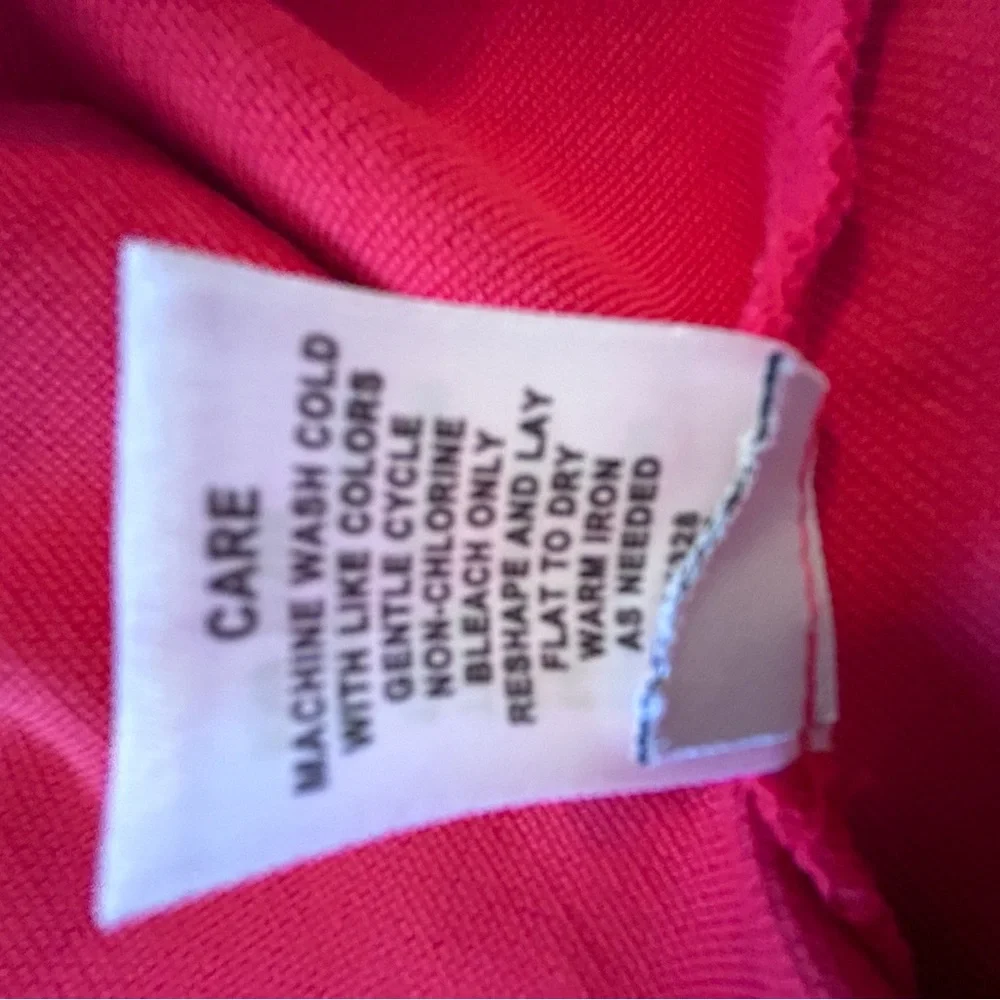 CARE
MACHINE WASH COLD
WITH LIKE COLORS
GENTLE CYCLE
NON-CHLORINE
BLEACH ONLY
RESHAPE AND LAY
FLAT TO DRY
WARM IRON
AS NEEDED